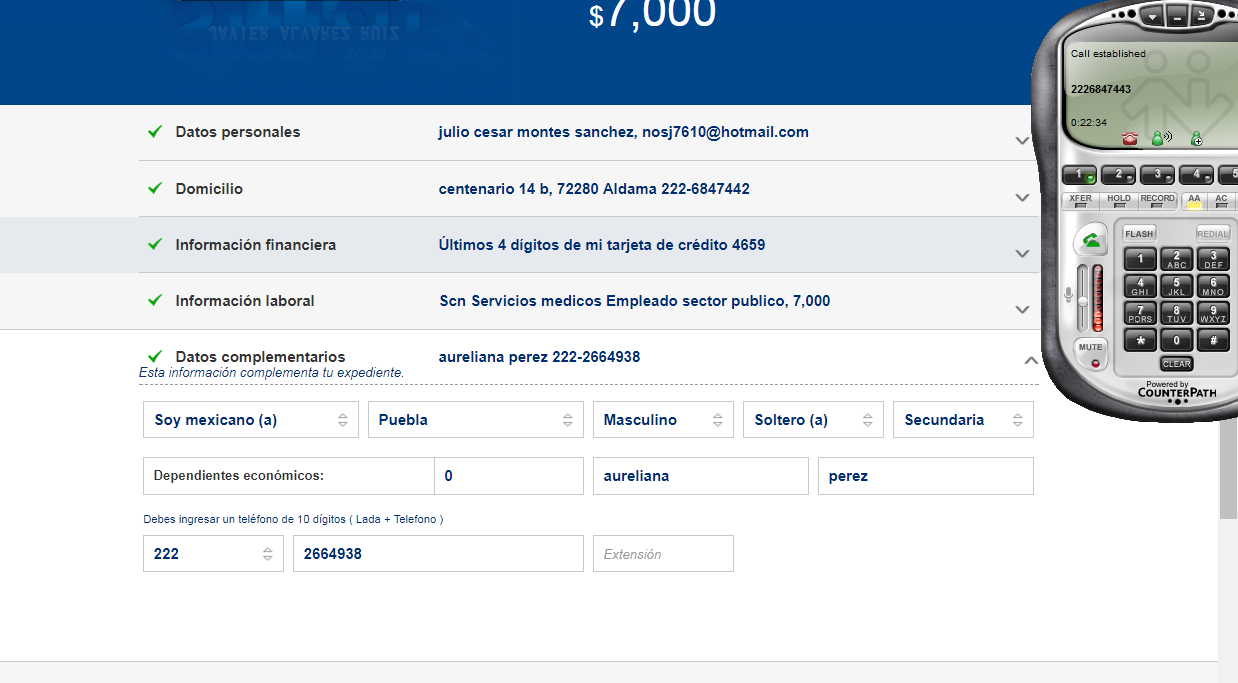 $7,000
JAVIER ALVAREZ RUIZ
Datos personales julio cesar montes sanchez, nosj7610@hotmail.com
Domicilio centenario 14 b, 72280 Aldama 222-6847442
Información financiera Últimos 4 dígitos de mi tarjeta de crédito 4659
Información laboral Scn Servicios medicos Empleado sector publico, 7,000
Datos complementarios aureliana perez 222-2664938
Esta información complementa tu expediente.
Soy mexicano (a) Puebla Masculino Soltero (a) Secundaria
Dependientes económicos: 0 aureliana perez
Debes ingresar un teléfono de 10 dígitos ( Lada + Telefono )
222 2664938 Extensión
Call established
2226847443
0:22:34
1 2 3 4 5
XFER HOLD RECORD AA AC
FLASH REDIAL
1 2 ABC 3 DEF
4 GHI 5 JKL 6 MNO
7 PQRS 8 TUV 9 WXYZ
* 0 #
MUTE
CLEAR
Powered by
COUNTERPATH